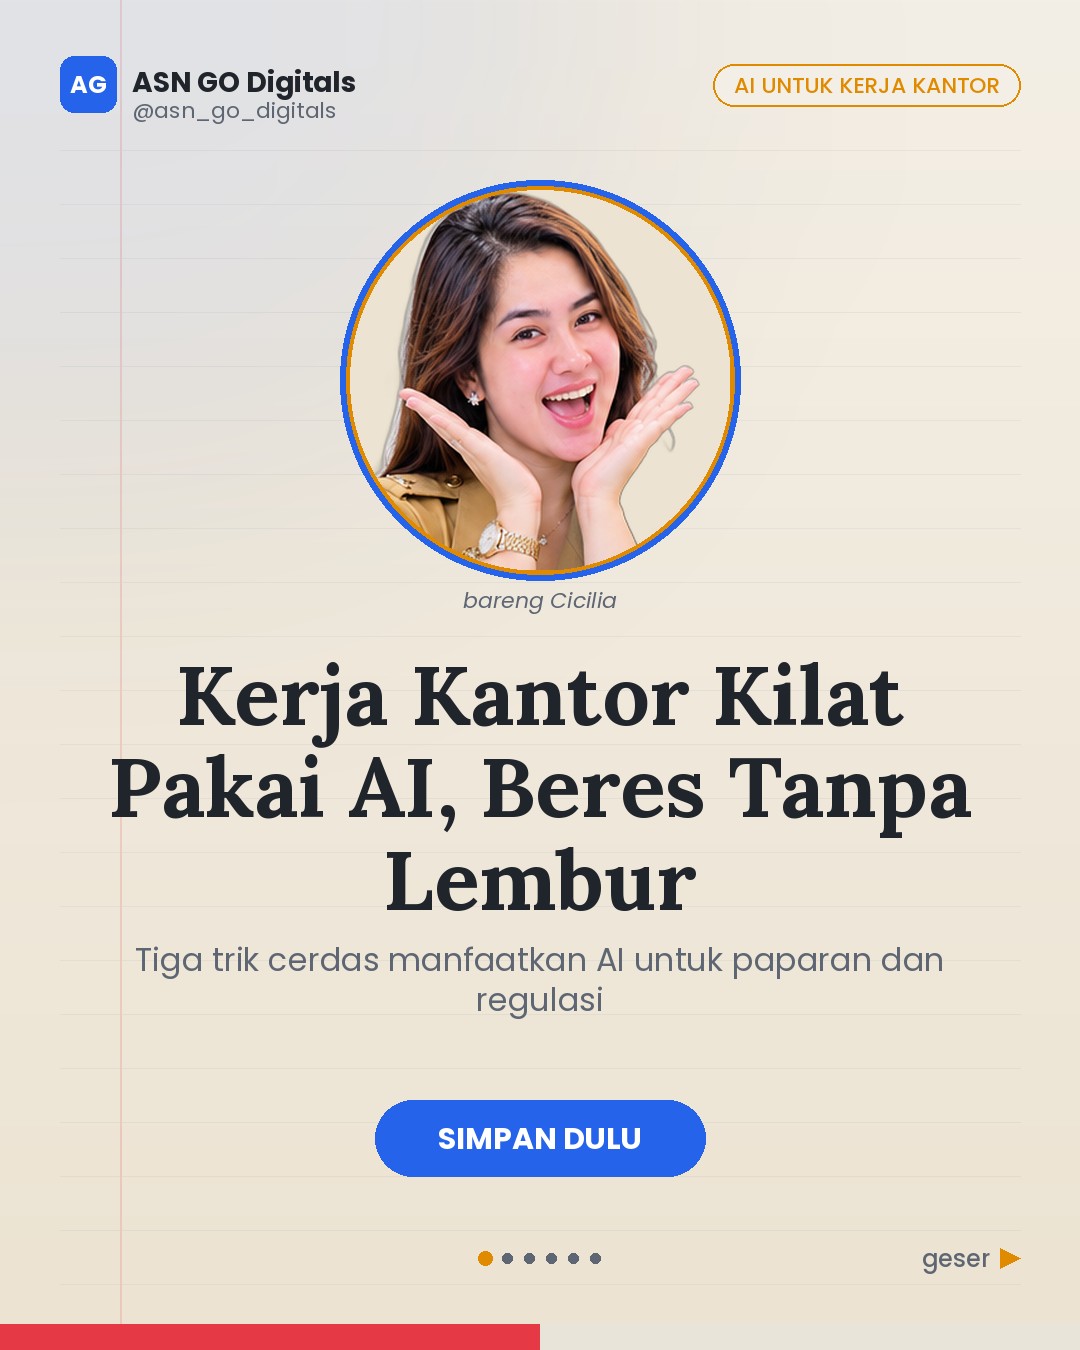 AG
ASN GO Digitals
@asn_go_digitals
AI UNTUK KERJA KANTOR
bareng Cicilia
Kerja Kantor Kilat
Pakai AI, Beres Tanpa
Lembur
Tiga trik cerdas manfaatkan AI untuk paparan dan
regulasi
SIMPAN DULU
geser